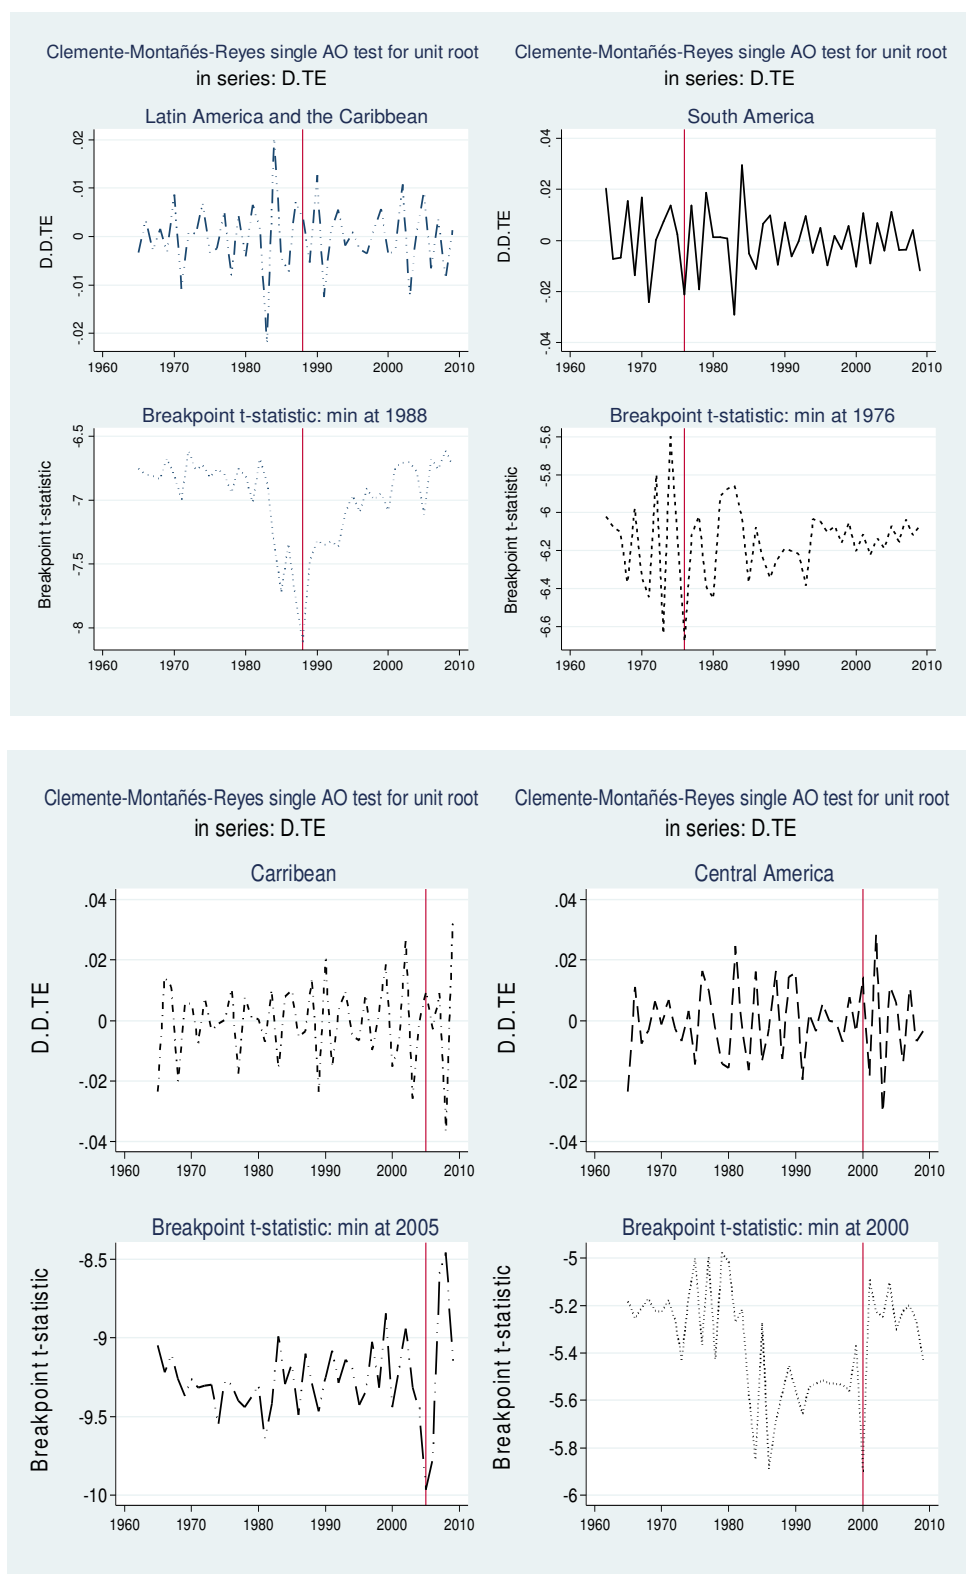 Clemente-Montañés-Reyes single AO test for unit root
in series: D.TE
Latin America and the Caribbean
D.D.TE
.02
.01
0
-.01
-.02
1960 1970 1980 1990 2000 2010
Breakpoint t-statistic: min at 1988
Breakpoint t-statistic
-6.5
-7
-7.5
-8
1960 1970 1980 1990 2000 2010
Clemente-Montañés-Reyes single AO test for unit root
in series: D.TE
South America
D.D.TE
.04
.02
0
-.02
-.04
1960 1970 1980 1990 2000 2010
Breakpoint t-statistic: min at 1976
Breakpoint t-statistic
-5.6
-5.8
-6
-6.2
-6.4
-6.6
1960 1970 1980 1990 2000 2010
Clemente-Montañés-Reyes single AO test for unit root
in series: D.TE
Carribean
D.D.TE
.04
.02
0
-.02
-.04
1960 1970 1980 1990 2000 2010
Breakpoint t-statistic: min at 2005
Breakpoint t-statistic
-8.5
-9
-9.5
-10
1960 1970 1980 1990 2000 2010
Clemente-Montañés-Reyes single AO test for unit root
in series: D.TE
Central America
D.D.TE
.04
.02
0
-.02
-.04
1960 1970 1980 1990 2000 2010
Breakpoint t-statistic: min at 2000
Breakpoint t-statistic
-5
-5.2
-5.4
-5.6
-5.8
-6
1960 1970 1980 1990 2000 2010